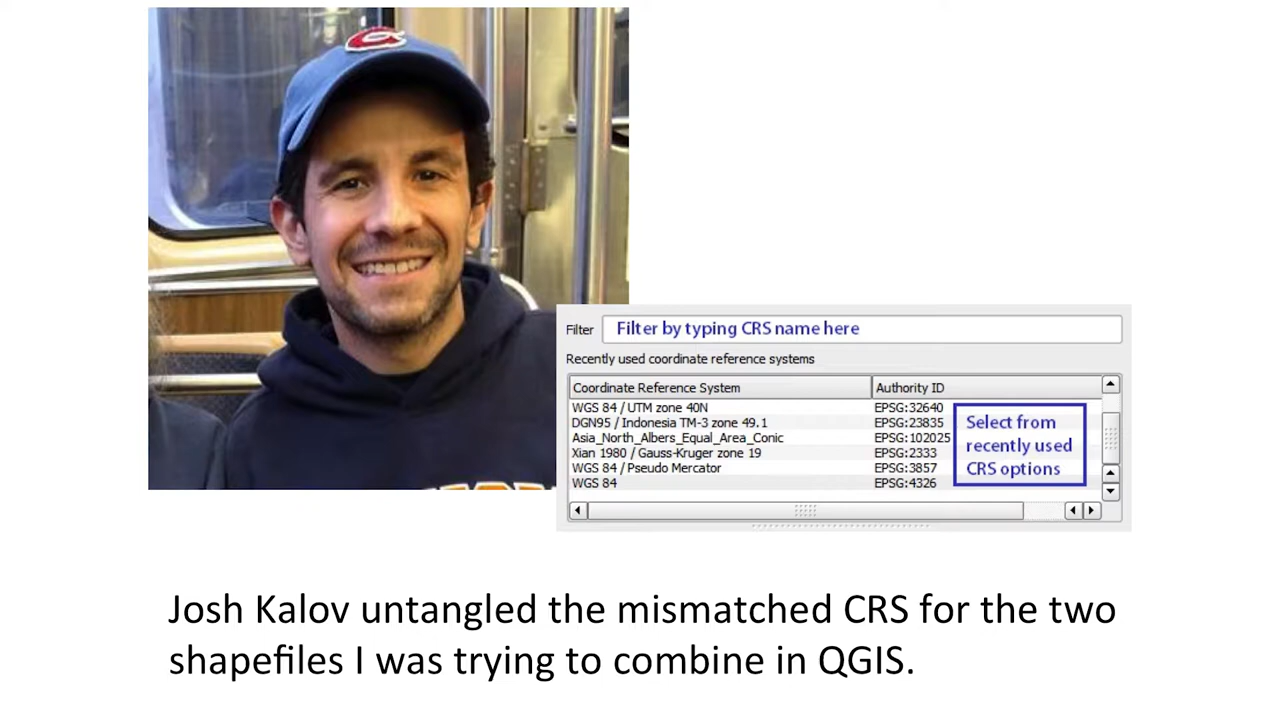 C
Filter Filter by typing CRS name here
Recently used coordinate reference systems
Coordinate Reference System Authority ID
WGS 84 / UTM zone 40N EPSG:32640
DGN95 / Indonesia TM-3 zone 49.1 EPSG:23835
Asia_North_Albers_Equal_Area_Conic EPSG:102025
Xian 1980 / Gauss-Kruger zone 19 EPSG:2333
WGS 84 / Pseudo Mercator EPSG:3857
WGS 84 EPSG:4326
Select from
recently used
CRS options
Josh Kalov untangled the mismatched CRS for the two
shapefiles I was trying to combine in QGIS.